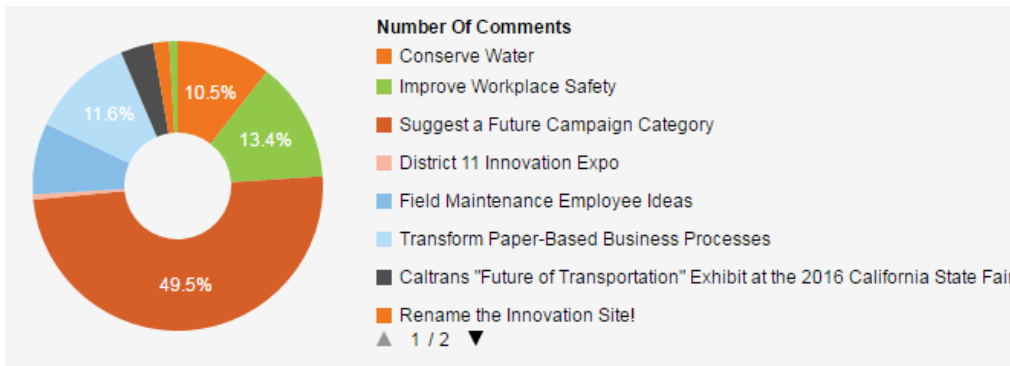 Number Of Comments
Conserve Water
Improve Workplace Safety
Suggest a Future Campaign Category
District 11 Innovation Expo
Field Maintenance Employee Ideas
Transform Paper-Based Business Processes
Caltrans "Future of Transportation" Exhibit at the 2016 California State Fai
Rename the Innovation Site!
1 / 2
10.5%
13.4%
49.5%
11.6%